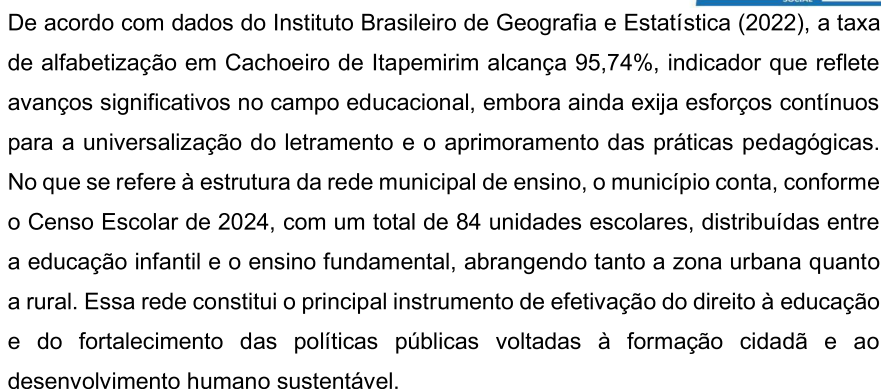 De acordo com dados do Instituto Brasileiro de Geografia e Estatística (2022), a taxa
de alfabetização em Cachoeiro de Itapemirim alcança 95,74%, indicador que reflete
avanços significativos no campo educacional, embora ainda exija esforços contínuos
para a universalização do letramento e o aprimoramento das práticas pedagógicas.
No que se refere à estrutura da rede municipal de ensino, o município conta, conforme
o Censo Escolar de 2024, com um total de 84 unidades escolares, distribuídas entre
a educação infantil e o ensino fundamental, abrangendo tanto a zona urbana quanto
a rural. Essa rede constitui o principal instrumento de efetivação do direito à educação
e do fortalecimento das políticas públicas voltadas à formação cidadã e ao
desenvolvimento humano sustentável.